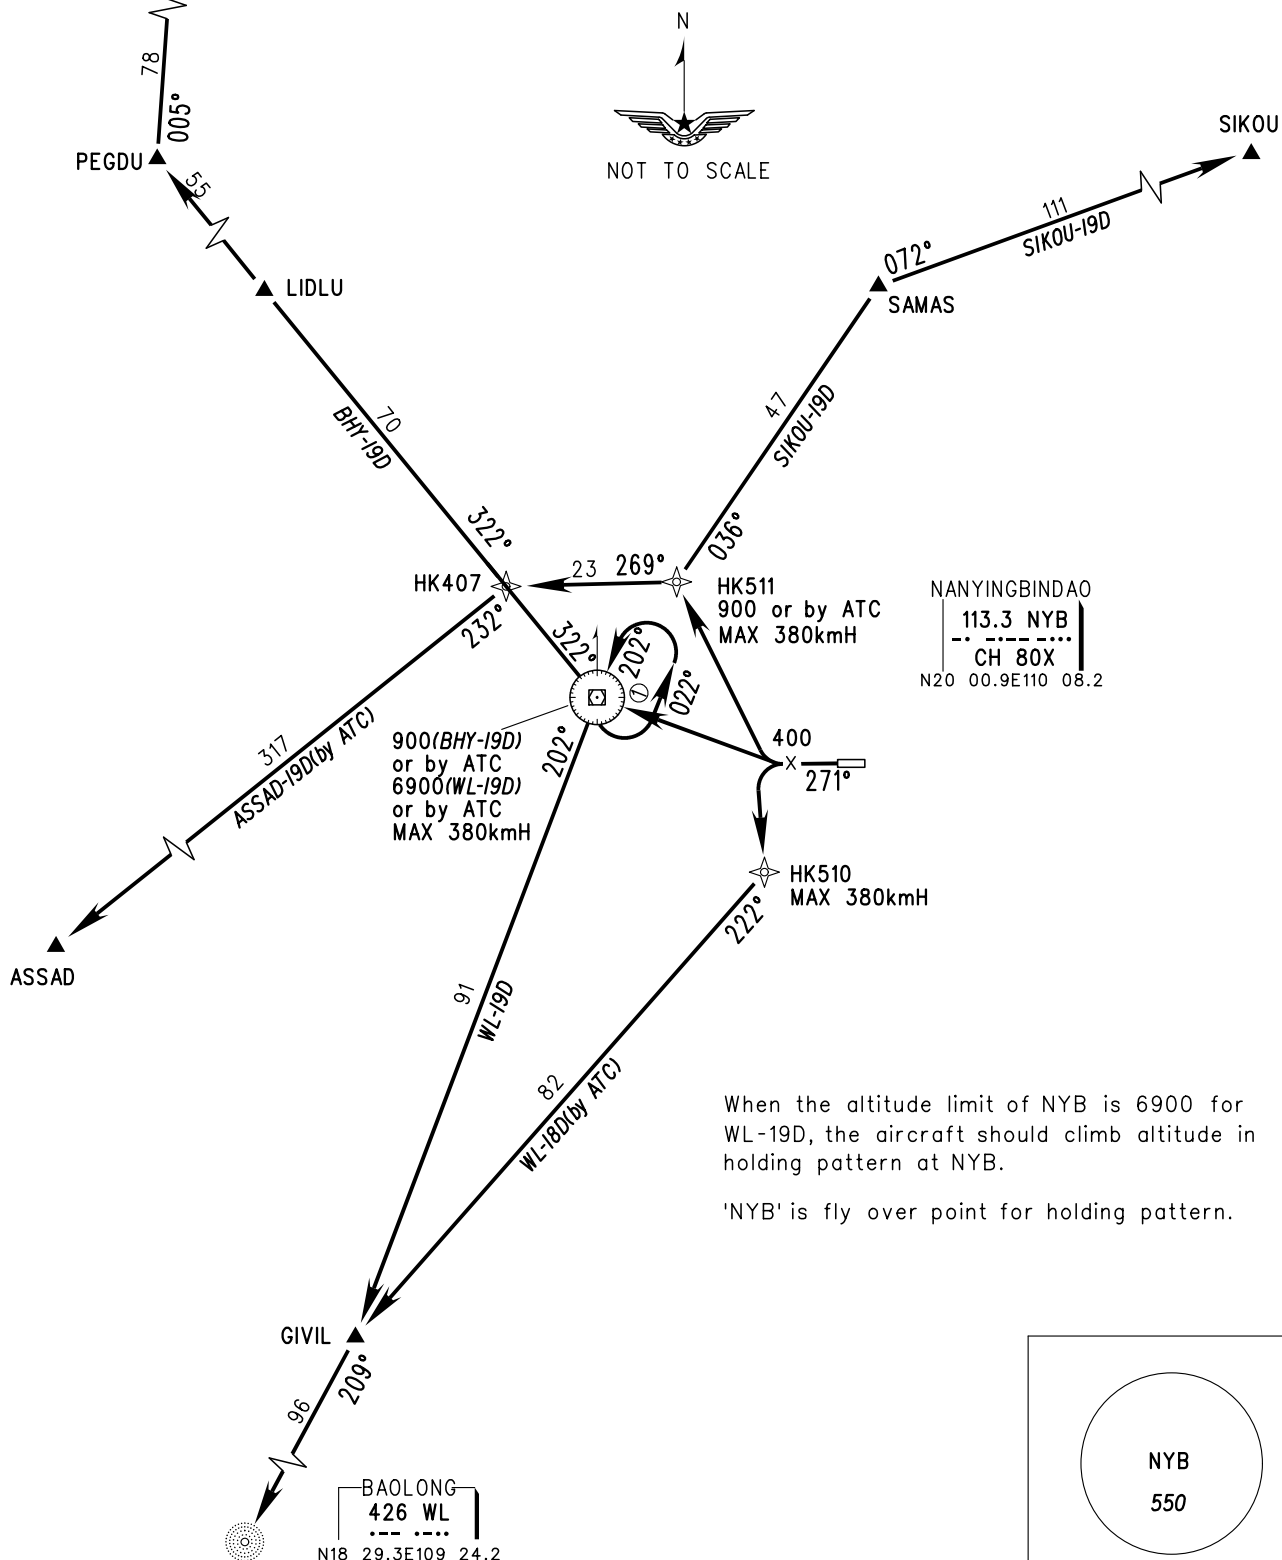 N
NOT TO SCALE
78
005°
PEGDU
55
LIDLU
SIKOU
111
SIKOU-19D
072°
SAMAS
47
SIKOU-19D
036°
70
BHY-19D
322°
HK407
23 269°
HK511
900 or by ATC
MAX 380kmH
NANYINGBINDAO
113.3 NYB
-· -·-- -···
CH 80X
N20 00.9E110 08.2
232°
322°
202°
1
022°
317
ASSAD-19D(by ATC)
ASSAD
900(BHY-19D)
or by ATC
6900(WL-19D)
or by ATC
MAX 380kmH
202°
400
X
271°
HK510
MAX 380kmH
222°
91
WL-19D
82
WL-18D(by ATC)
When the altitude limit of NYB is 6900 for
WL-19D, the aircraft should climb altitude in
holding pattern at NYB.
'NYB' is fly over point for holding pattern.
GIVIL
209°
96
BAOLONG
426 WL
·-- ·-··
N18 29.3E109 24.2
NYB
550